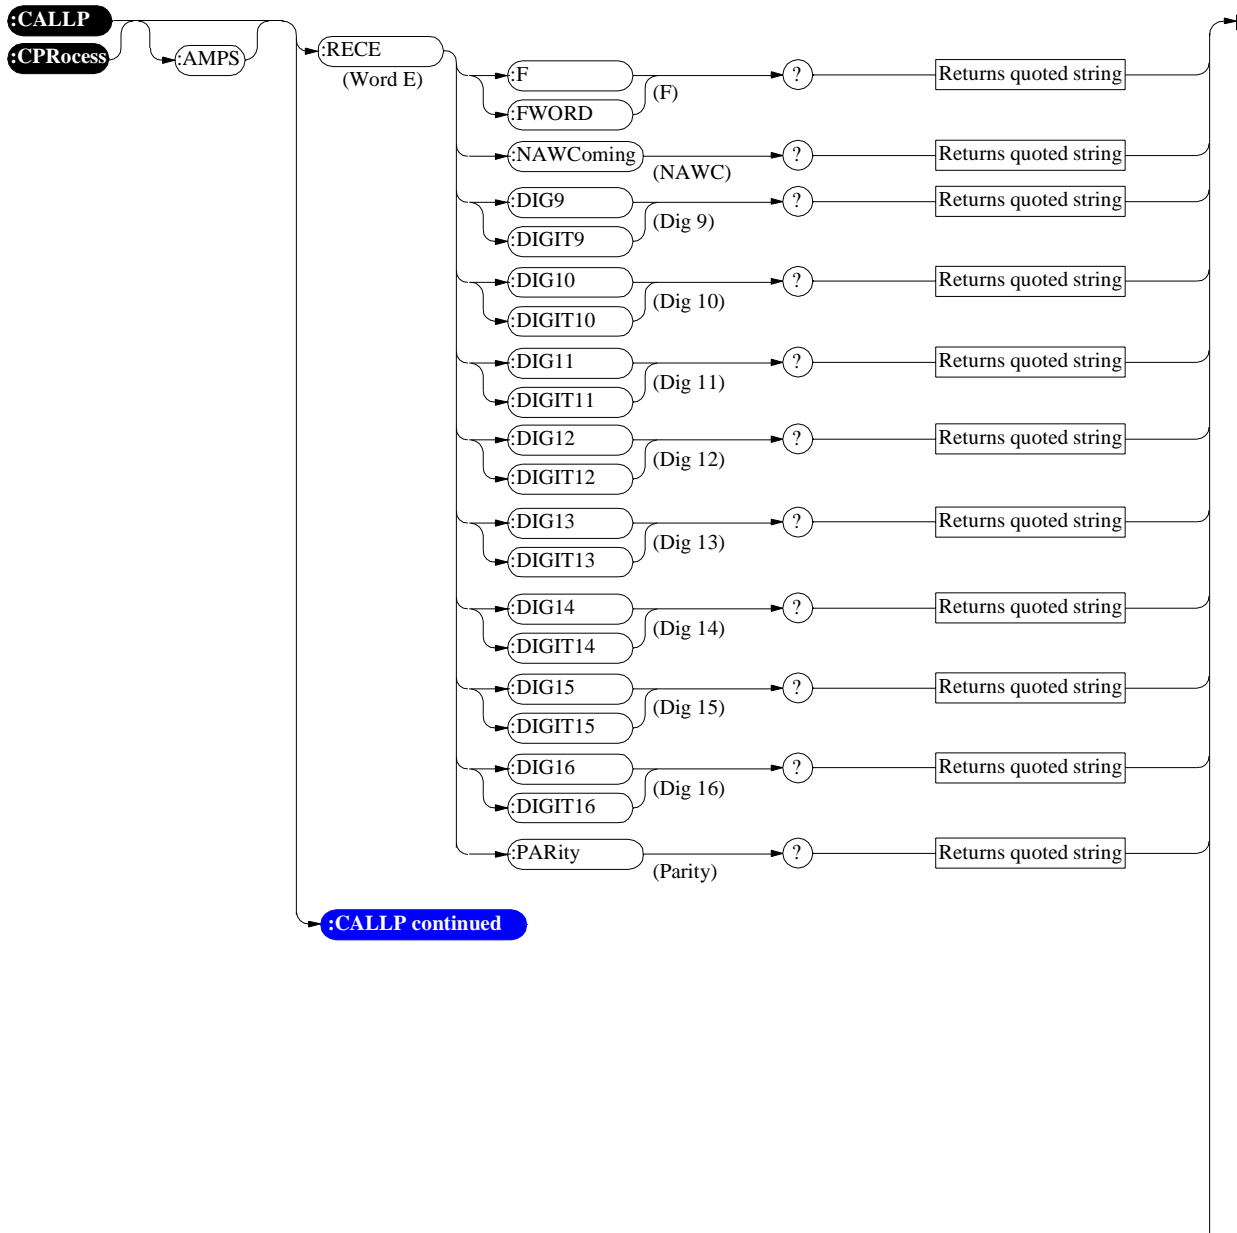 :CALLP
:CPRocess
:AMPS
:RECE
(Word E)
:F
(F)
?
Returns quoted string
:FWORD
:NAWComing
(NAWC)
?
Returns quoted string
:DIG9
(Dig 9)
?
Returns quoted string
:DIGIT9
:DIG10
(Dig 10)
?
Returns quoted string
:DIGIT10
:DIG11
(Dig 11)
?
Returns quoted string
:DIGIT11
:DIG12
(Dig 12)
?
Returns quoted string
:DIGIT12
:DIG13
(Dig 13)
?
Returns quoted string
:DIGIT13
:DIG14
(Dig 14)
?
Returns quoted string
:DIGIT14
:DIG15
(Dig 15)
?
Returns quoted string
:DIGIT15
:DIG16
(Dig 16)
?
Returns quoted string
:DIGIT16
:PARity
(Parity)
?
Returns quoted string
:CALLP continued